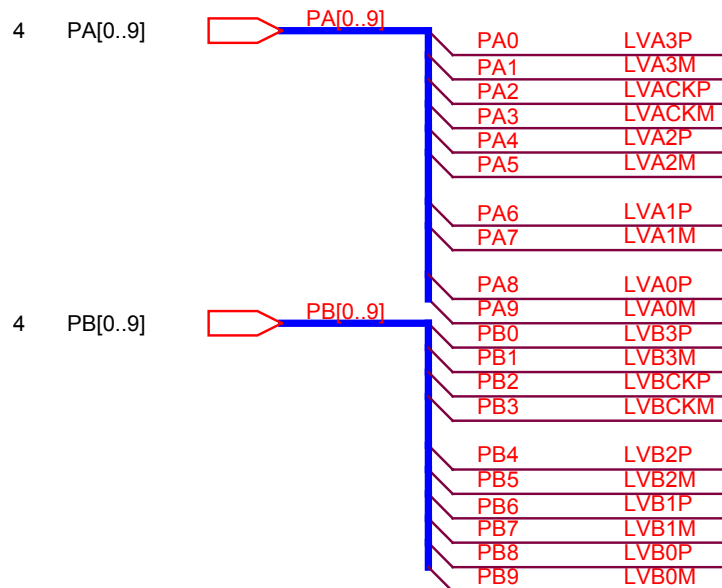 4 PA[0..9] PA[0..9]
PA0 LVA3P
PA1 LVA3M
PA2 LVACKP
PA3 LVACKM
PA4 LVA2P
PA5 LVA2M
PA6 LVA1P
PA7 LVA1M
PA8 LVA0P
PA9 LVA0M
4 PB[0..9] PB[0..9]
PB0 LVB3P
PB1 LVB3M
PB2 LVBCKP
PB3 LVBCKM
PB4 LVB2P
PB5 LVB2M
PB6 LVB1P
PB7 LVB1M
PB8 LVB0P
PB9 LVB0M